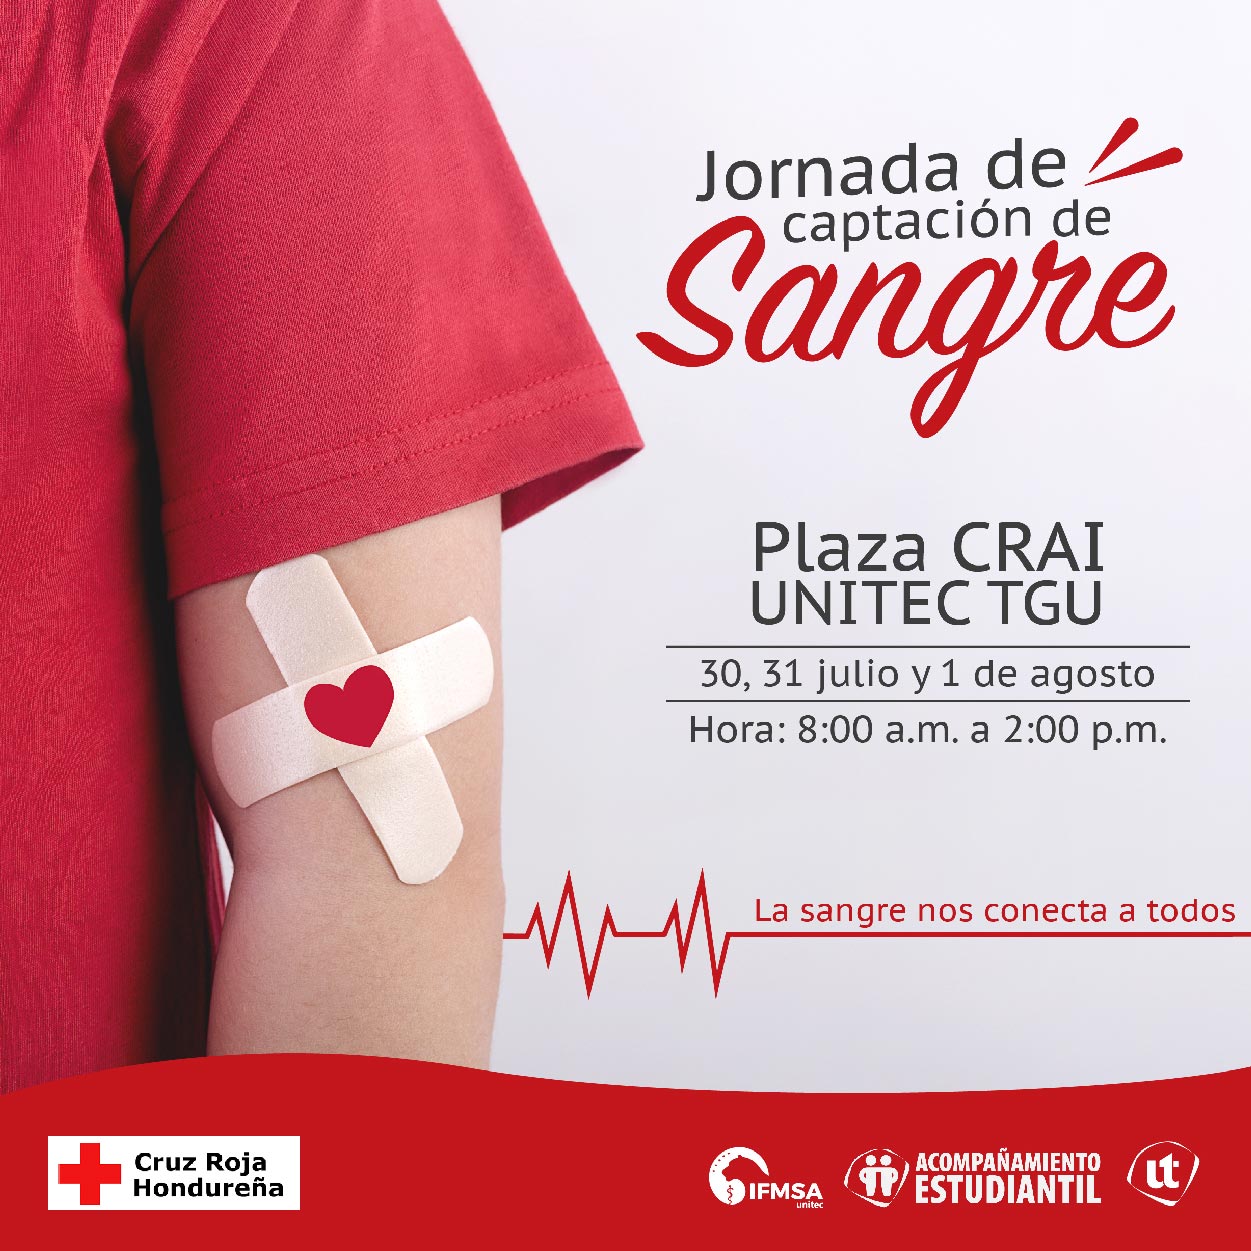 Jornada de
captación de
Sangre
Plaza CRAI
UNITEC TGU
30, 31 julio y 1 de agosto
Hora: 8:00 a.m. a 2:00 p.m.
La sangre nos conecta a todos
Cruz Roja
Hondureña
IFMSA
unitec
ACOMPAÑAMIENTO
ESTUDIANTIL
ut